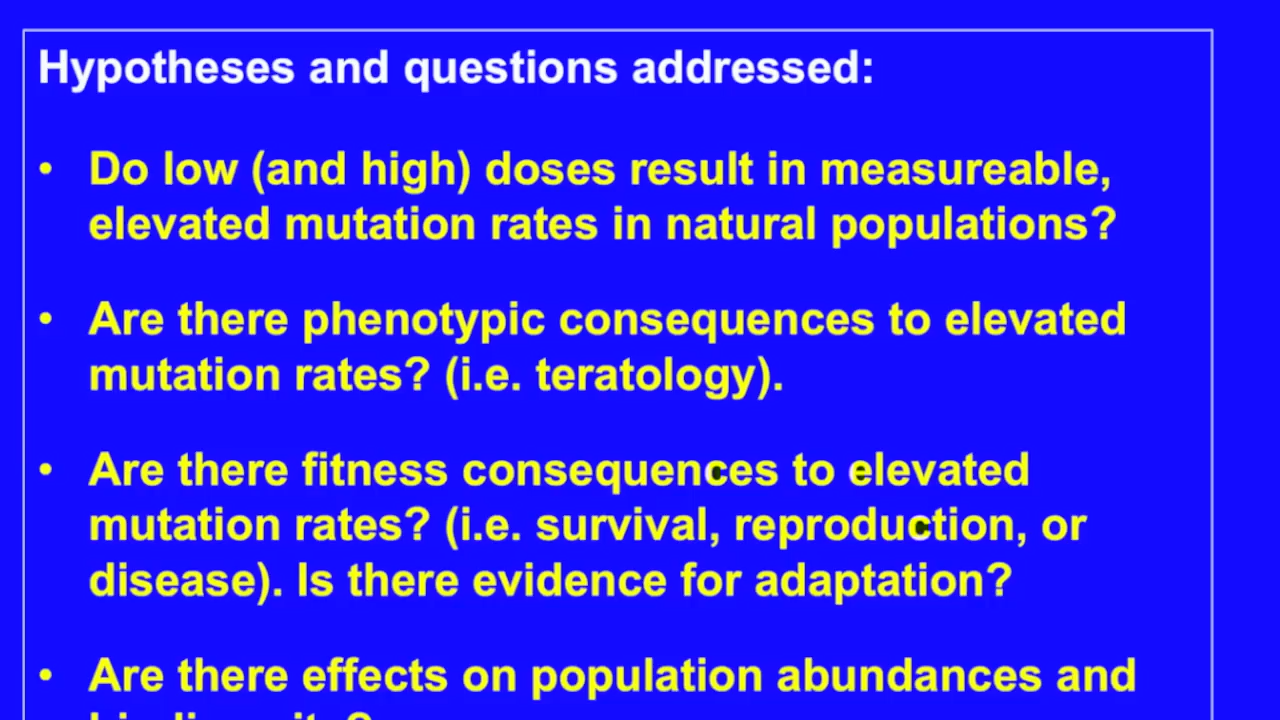 Hypotheses and questions addressed:
• Do low (and high) doses result in measureable,
elevated mutation rates in natural populations?
• Are there phenotypic consequences to elevated
mutation rates? (i.e. teratology).
• Are there fitness consequences to elevated
mutation rates? (i.e. survival, reproduction, or
disease). Is there evidence for adaptation?
• Are there effects on population abundances and